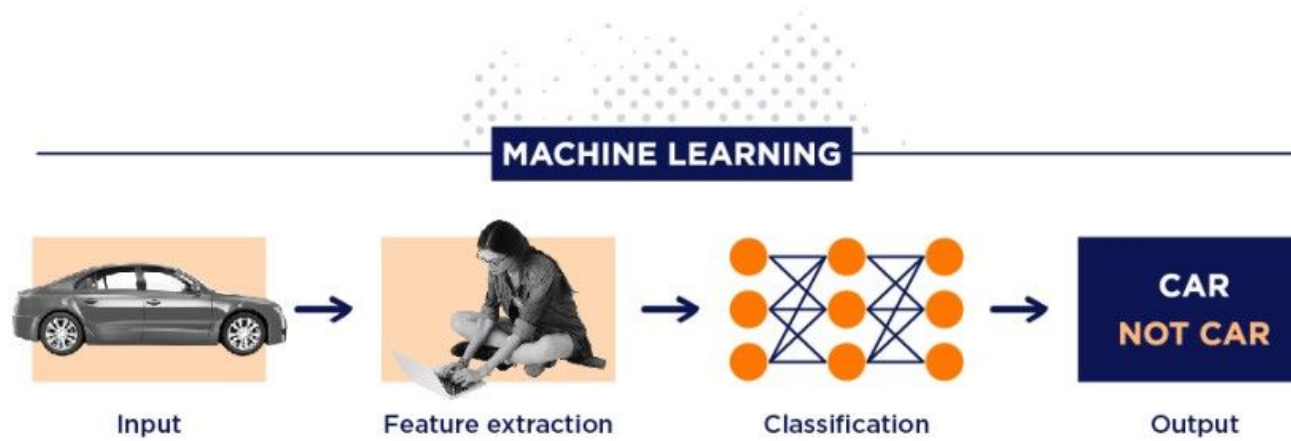 MACHINE LEARNING
CAR
NOT CAR
Input
Feature extraction
Classification
Output